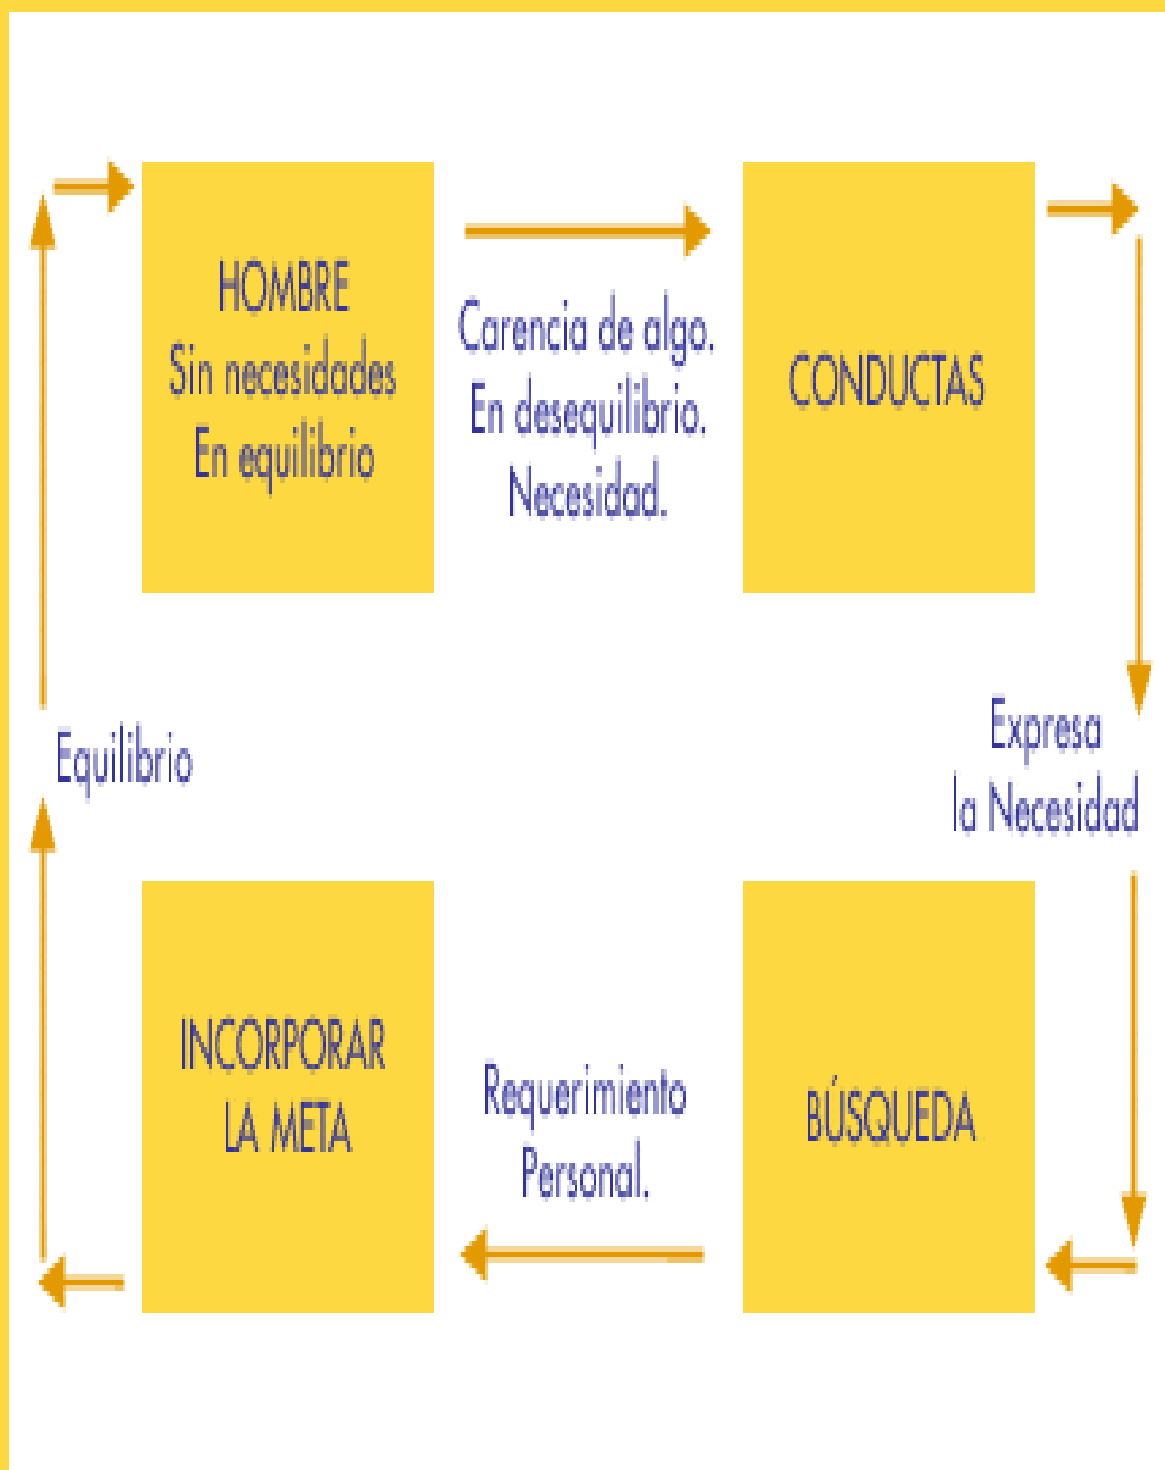 HOMBRE
Sin necesidades
En equilibrio
Carencia de algo.
En desequilibrio.
Necesidad.
CONDUCTAS
Equilibrio
Expresa
la Necesidad
INCORPORAR
LA META
Requerimiento
Personal.
BÚSQUEDA